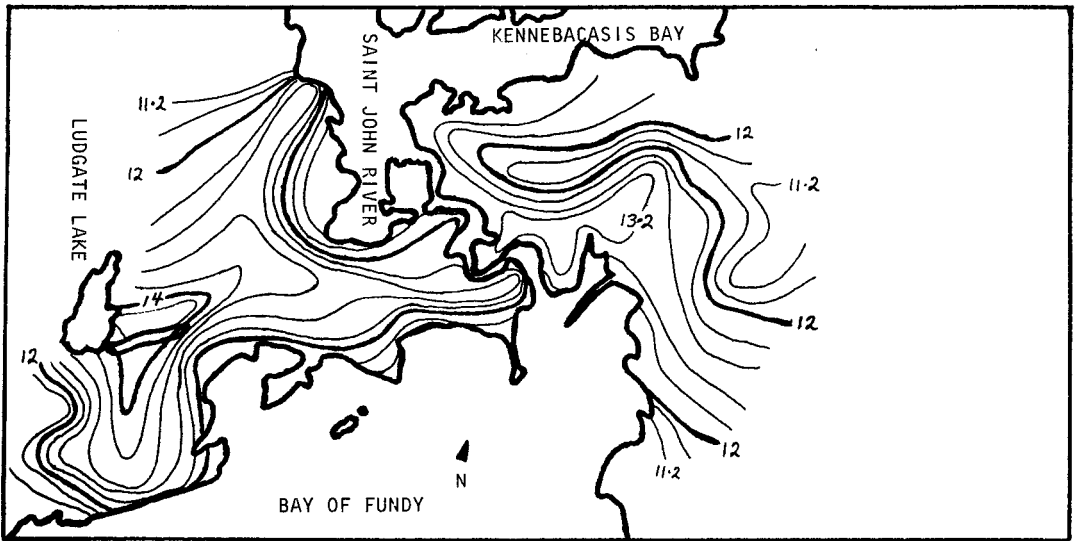 KENNEBACASIS BAY
SAINT JOHN RIVER
LUDGATE LAKE
11·2
12
12
11·2
13·2
14
12
12
12
11·2
N
BAY OF FUNDY